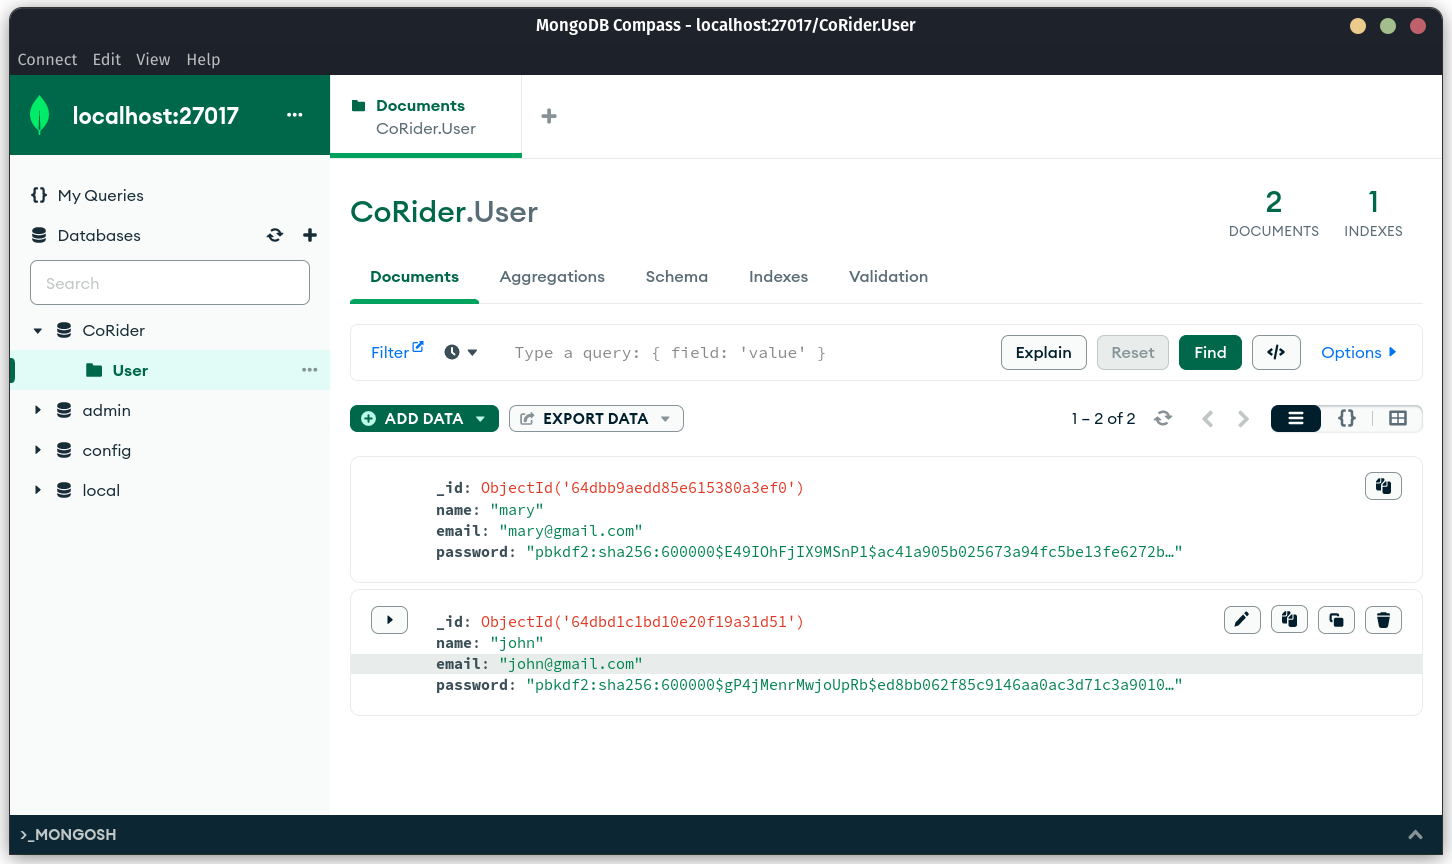 MongoDB Compass - localhost:27017/CoRider.User
Connect Edit View Help
localhost:27017 ...
Documents
CoRider.User
{} My Queries
Databases
Search
CoRider
User
admin
config
local
CoRider.User
2
DOCUMENTS
1
INDEXES
Documents Aggregations Schema Indexes Validation
Filter Type a query: { field: 'value' } Explain Reset Find </> Options
ADD DATA EXPORT DATA 1 – 2 of 2 {}
_id: ObjectId('64dbb9aedd85e615380a3ef0')
name: "mary"
email: "mary@gmail.com"
password: "pbkdf2:sha256:600000$E49IOhFjIX9MSnP1$ac41a905b025673a94fc5be13fe6272b…"
_id: ObjectId('64dbd1c1bd10e20f19a31d51')
name: "john"
email: "john@gmail.com"
password: "pbkdf2:sha256:600000$gP4jMenrMwjoUpRb$ed8bb062f85c9146aa0ac3d71c3a9010…"
>_MONGOSH